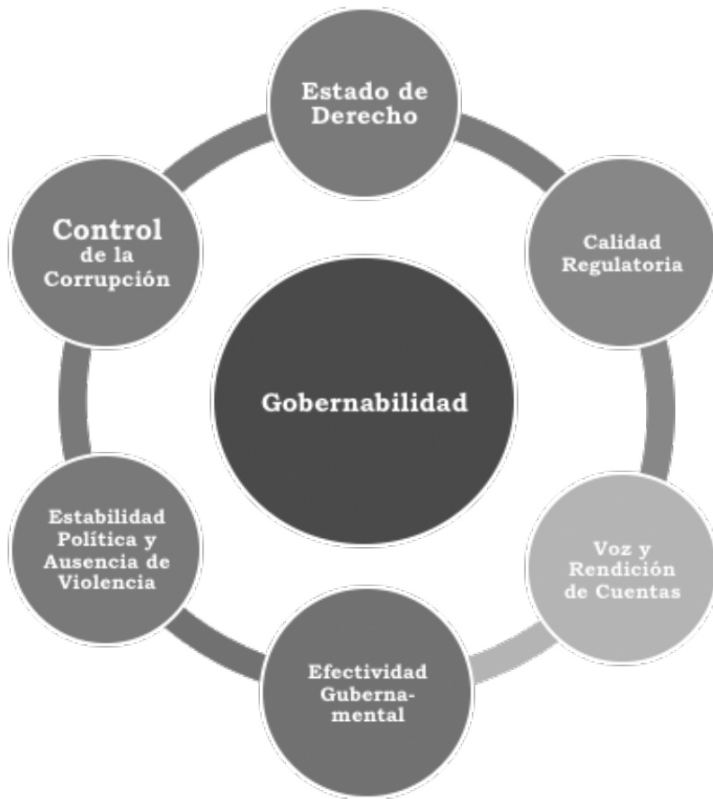 Estado de
Derecho
Control
de la
Corrupción
Calidad
Regulatoria
Gobernabilidad
Estabilidad
Política y
Ausencia de
Violencia
Voz y
Rendición
de Cuentas
Efectividad
Guberna-
mental